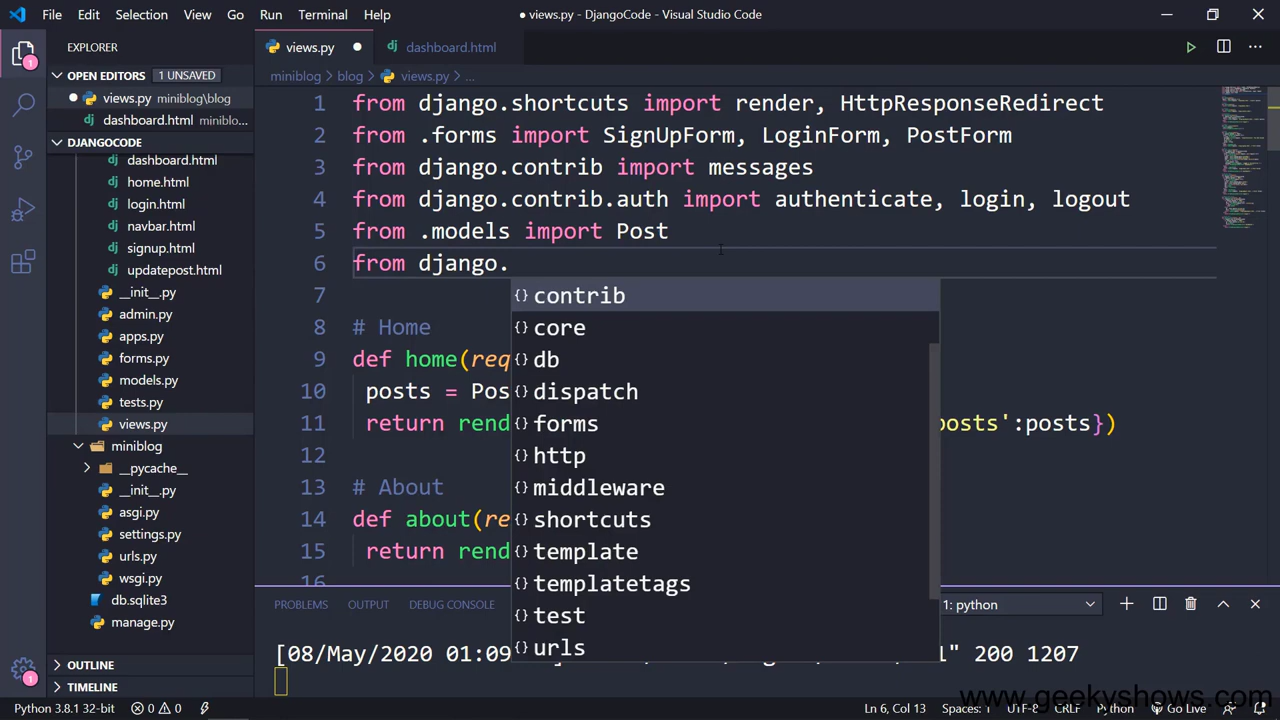 File Edit Selection View Go Run Terminal Help
● views.py - DjangoCode - Visual Studio Code
EXPLORER
OPEN EDITORS 1 UNSAVED
views.py miniblog\blog
dashboard.html miniblo...
DJANGOCODE
dashboard.html
home.html
login.html
navbar.html
signup.html
updatepost.html
__init__.py
admin.py
apps.py
forms.py
models.py
tests.py
views.py
miniblog
__pycache__
__init__.py
asgi.py
settings.py
urls.py
wsgi.py
db.sqlite3
manage.py
OUTLINE
TIMELINE
1
1
views.py
dashboard.html
miniblog > blog > views.py > ...
1 from django.shortcuts import render, HttpResponseRedirect
2 from .forms import SignUpForm, LoginForm, PostForm
3 from django.contrib import messages
4 from django.contrib.auth import authenticate, login, logout
5 from .models import Post
6 from django.
7
8 # Home
9 def home(req
10 posts = Pos
11 return rend osts':posts})
12
13 # About
14 def about(re
15 return rend
16
{} contrib
{} core
{} db
{} dispatch
{} forms
{} http
{} middleware
{} shortcuts
{} template
{} templatetags
{} test
{} urls
PROBLEMS OUTPUT DEBUG CONSOLE
1: python
[08/May/2020 01:09 1" 200 1207
www.geekyshows.com
Python 3.8.1 32-bit 0 0 Ln 6, Col 13 Spaces: 1 UTF-8 CRLF Python Go Live